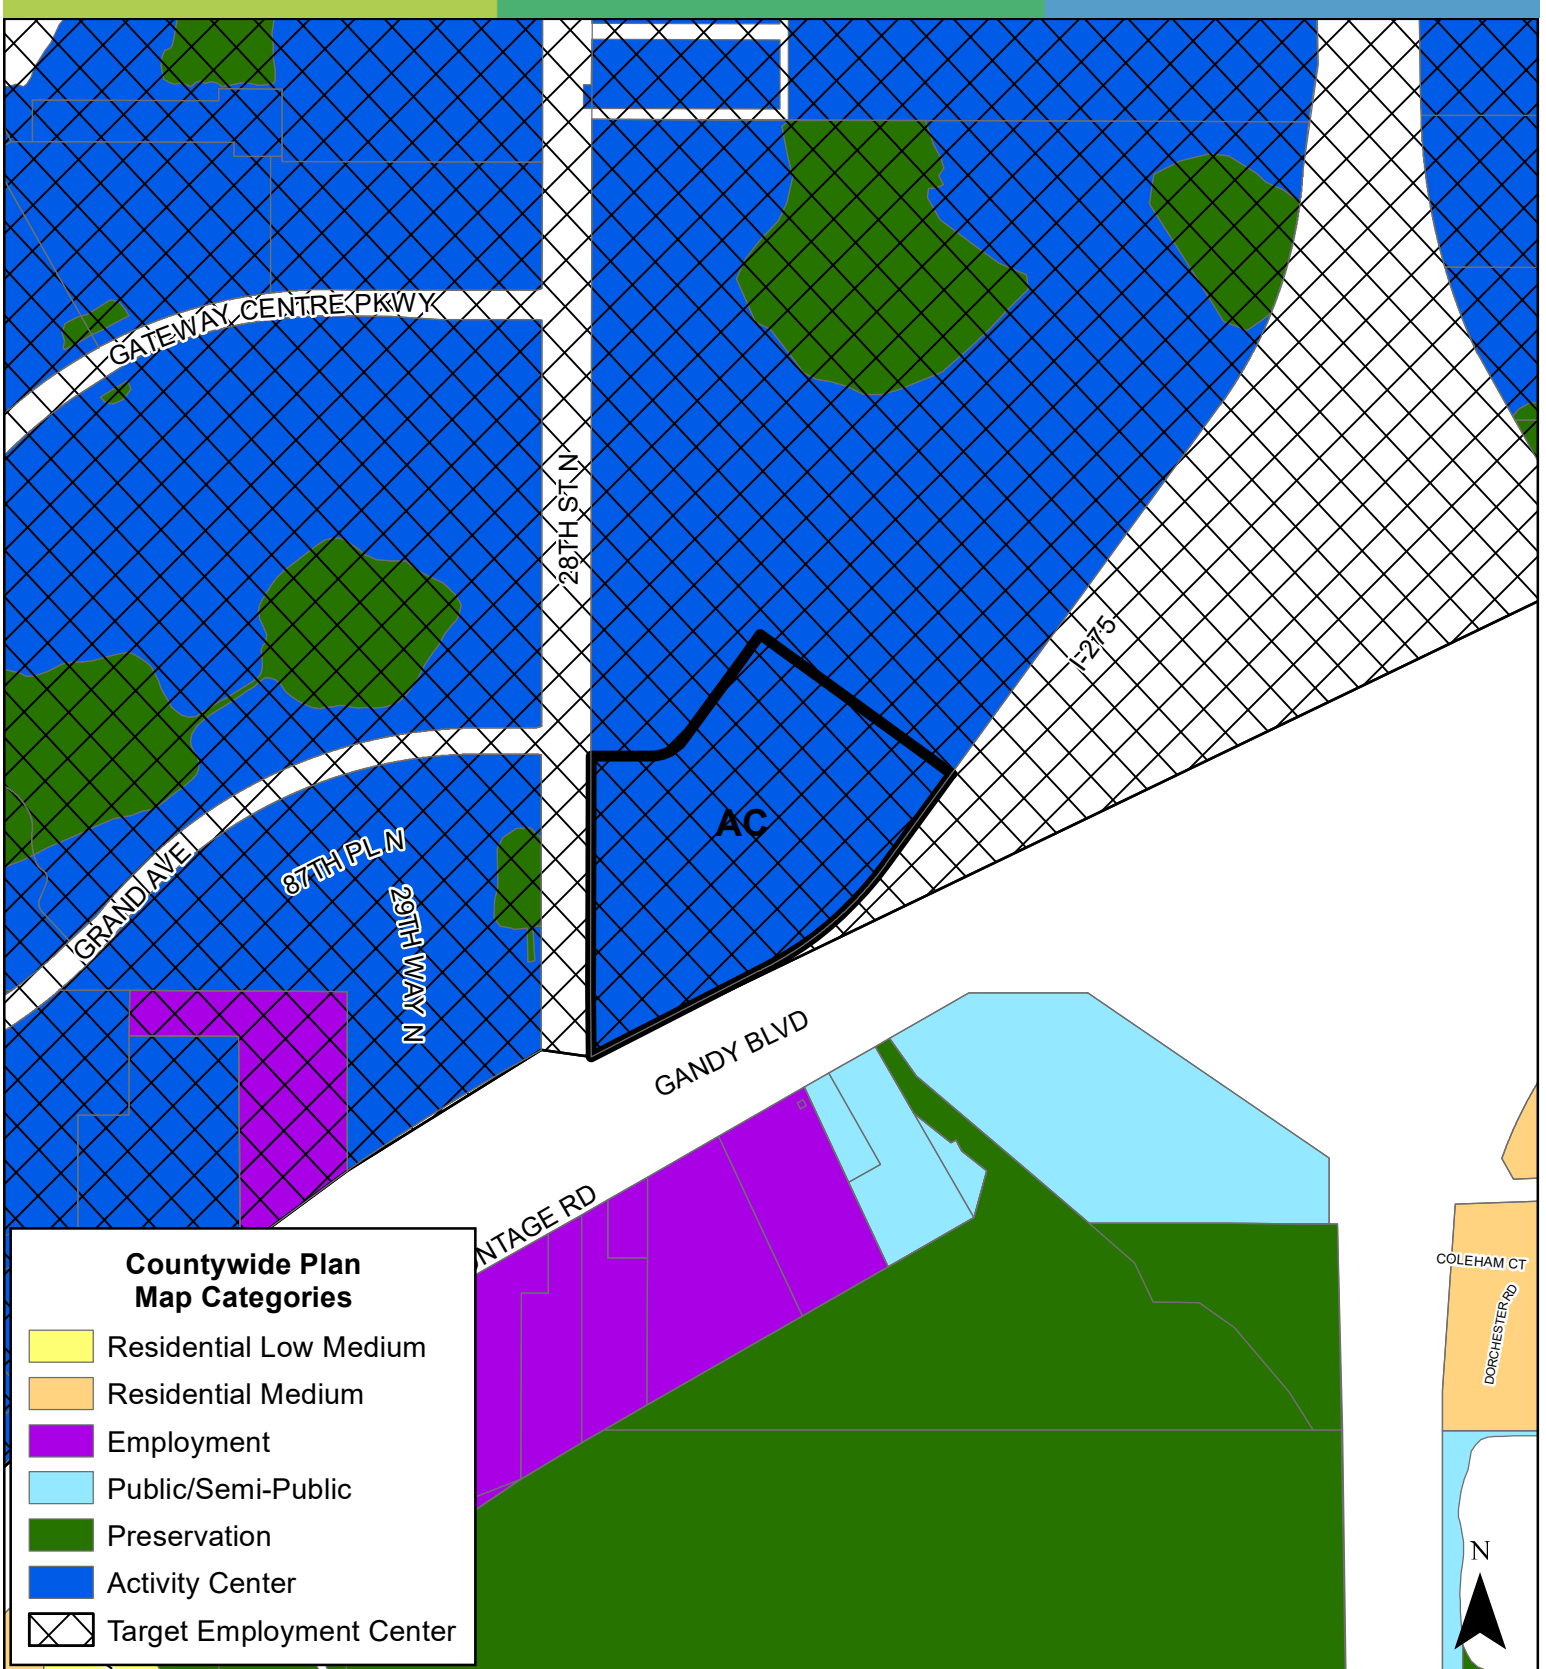 GATEWAY CENTRE PKWY
28TH ST N
I-275
AC
87TH PL N
GRAND AVE
29TH WAY N
GANDY BLVD
NTAGE RD
COLEHAM CT
DORCHESTER RD
Countywide Plan
Map Categories
Residential Low Medium
Residential Medium
Employment
Public/Semi-Public
Preservation
Activity Center
Target Employment Center
N